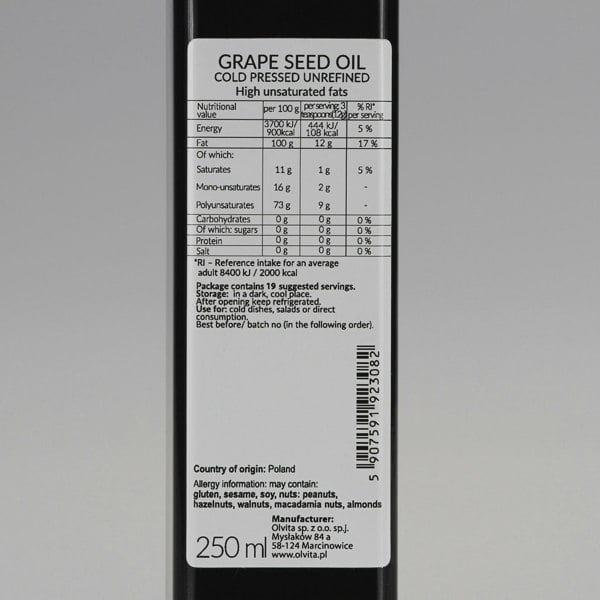 GRAPE SEED OIL
COLD PRESSED UNREFINED
High unsaturated fats
Nutritional value per 100 g per serving 3 teaspoons(12g) % RI* per serving
Energy 3700 kJ/ 900kcal 444 kJ/ 108 kcal 5 %
Fat 100 g 12 g 17 %
Of which:
Saturates 11 g 1 g 5 %
Mono-unsaturates 16 g 2 g -
Polyunsaturates 73 g 9 g -
Carbohydrates 0 g 0 g 0 %
Of which: sugars 0 g 0 g 0 %
Protein 0 g 0 g 0 %
Salt 0 g 0 g 0 %
*RI – Reference intake for an average
adult 8400 kJ / 2000 kcal
Package contains 19 suggested servings.
Storage: in a dark, cool place.
After opening keep refrigerated.
Use for: cold dishes, salads or direct
consumption.
Best before/ batch no (in the following order).
5 907591 923082
Country of origin: Poland
Allergy information: may contain:
gluten, sesame, soy, nuts: peanuts,
hazelnuts, walnuts, macadamia nuts, almonds
250 ml
Manufacturer:
Olvita sp. z o.o. sp.j.
Mysłaków 84 a
58-124 Marcinowice
www.olvita.pl